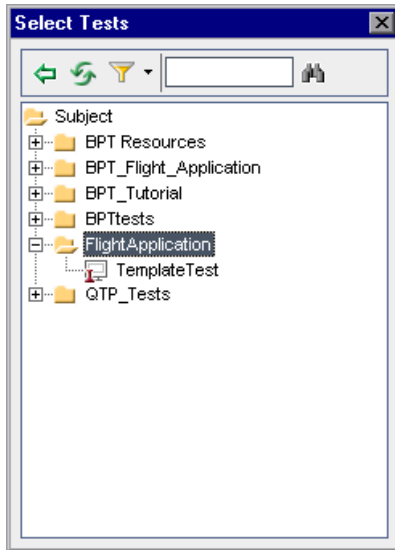 Select Tests
Subject
BPT Resources
BPT_Flight_Application
BPT_Tutorial
BPTtests
FlightApplication
TemplateTest
QTP_Tests